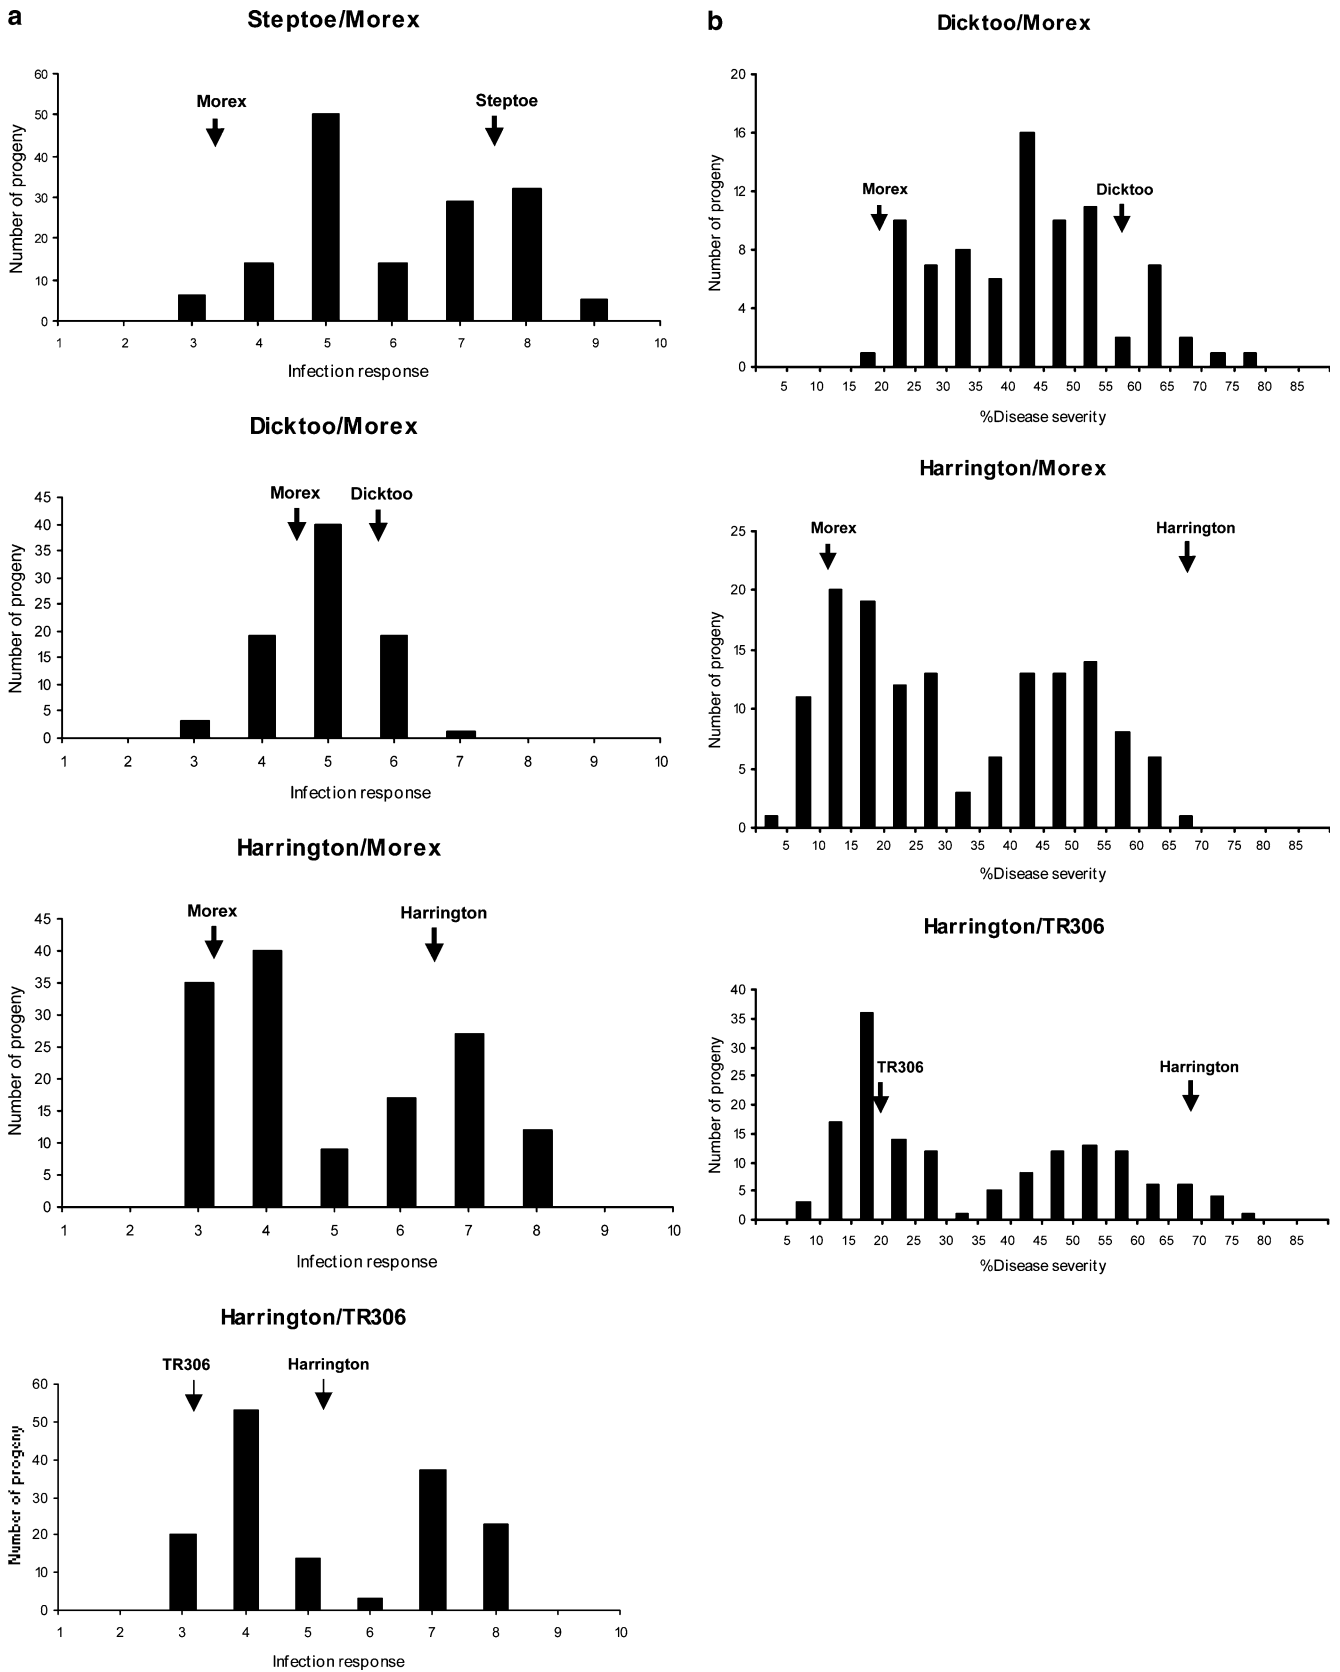 a
Steptoe/Morex
60
50
40
30
20
10
0
Number of progeny
Morex
Steptoe
1 2 3 4 5 6 7 8 9 10
Infection response
Dicktoo/Morex
45
40
35
30
25
20
15
10
5
0
Number of progeny
Morex
Dicktoo
1 2 3 4 5 6 7 8 9 10
Infection response
Harrington/Morex
45
40
35
30
25
20
15
10
5
0
Number of progeny
Morex
Harrington
1 2 3 4 5 6 7 8 9 10
Infection response
Harrington/TR306
60
50
40
30
20
10
0
Number of progeny
TR306
Harrington
1 2 3 4 5 6 7 8 9 10
Infection response
b
Dicktoo/Morex
20
16
12
8
4
0
Number of progeny
Morex
Dicktoo
5 10 15 20 25 30 35 40 45 50 55 60 65 70 75 80 85
%Disease severity
Harrington/Morex
25
20
15
10
5
0
Number of progeny
Morex
Harrington
5 10 15 20 25 30 35 40 45 50 55 60 65 70 75 80 85
%Disease severity
Harrington/TR306
40
35
30
25
20
15
10
5
0
Number of progeny
TR306
Harrington
5 10 15 20 25 30 35 40 45 50 55 60 65 70 75 80 85
%Disease severity